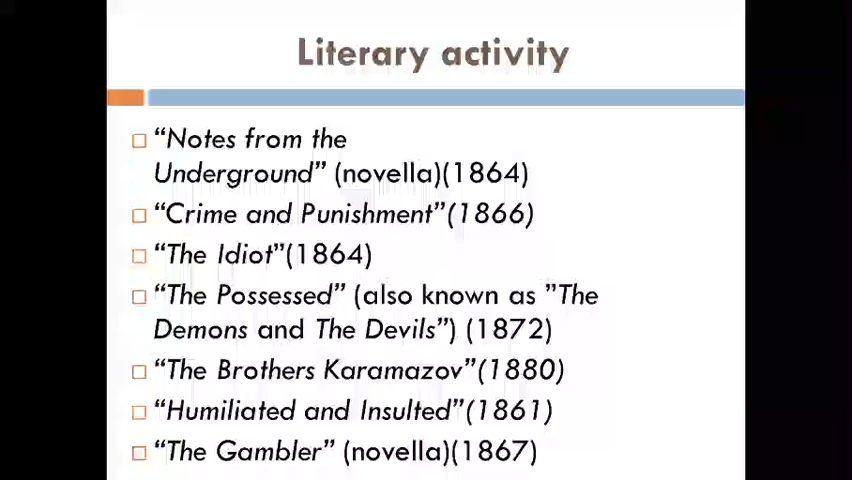 Literary activity
“Notes from the
Underground” (novella)(1864)
“Crime and Punishment”(1866)
“The Idiot”(1864)
“The Possessed” (also known as ”The
Demons and The Devils”) (1872)
“The Brothers Karamazov”(1880)
“Humiliated and Insulted”(1861)
“The Gambler” (novella)(1867)